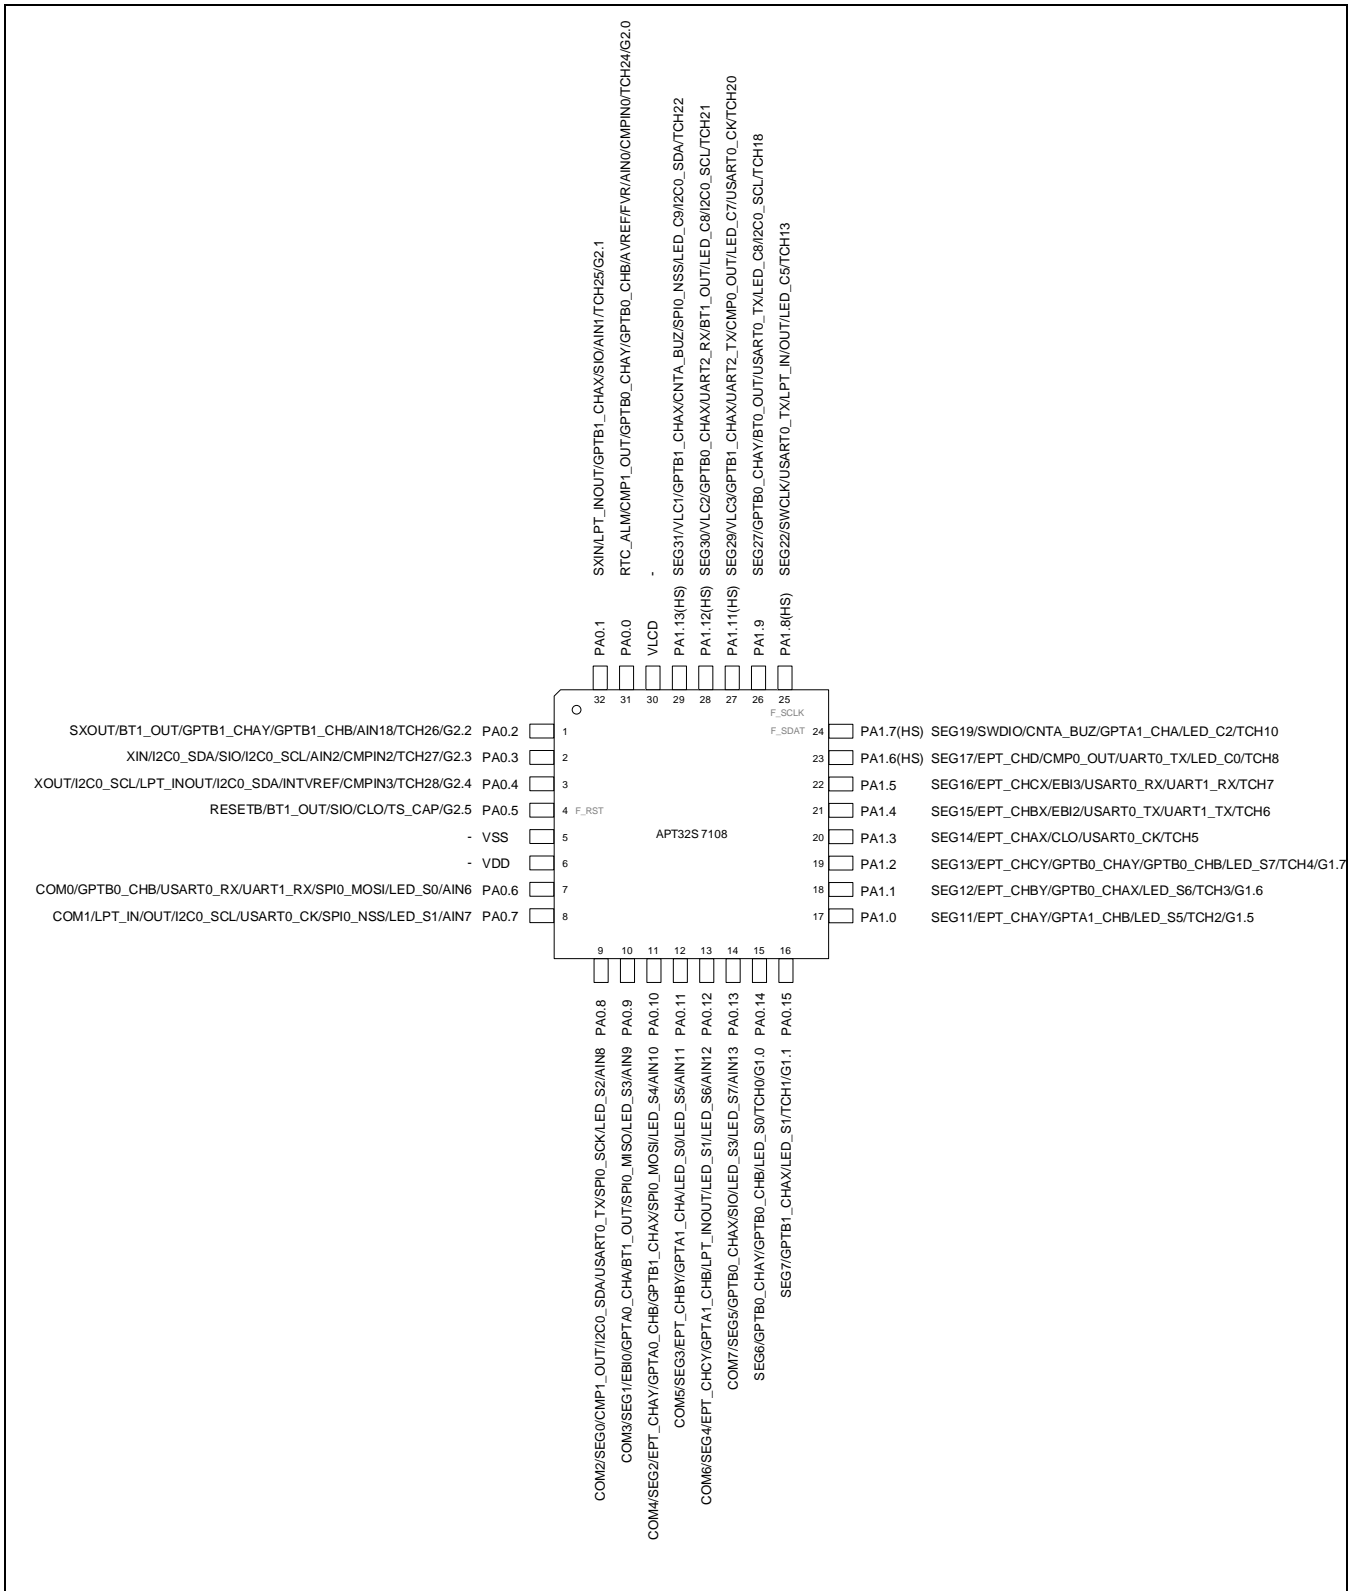 SXIN/LPT_INOUT/GPTB1_CHAX/SIO/AIN1/TCH25/G2.1
RTC_ALM/CMP1_OUT/GPTB0_CHAY/GPTB0_CHB/AVREF/FVR/AIN0/CMPIN0/TCH24/G2.0
-
SEG31/VLC1/GPTB1_CHAX/CNTA_BUZ/SPI0_NSS/LED_C9/I2C0_SDA/TCH22
SEG30/VLC2/GPTB0_CHAX/UART2_RX/BT1_OUT/LED_C8/I2C0_SCL/TCH21
SEG29/VLC3/GPTB1_CHAX/UART2_TX/CMP0_OUT/LED_C7/USART0_CK/TCH20
SEG27/GPTB0_CHAY/BT0_OUT/USART0_TX/LED_C8/I2C0_SCL/TCH18
SEG22/SWCLK/USART0_TX/LPT_IN/OUT/LED_C5/TCH13
PA0.1
PA0.0
VLCD
PA1.13(HS)
PA1.12(HS)
PA1.11(HS)
PA1.9
PA1.8(HS)
32 31 30 29 28 27 26 25
F_SCLK
SXOUT/BT1_OUT/GPTB1_CHAY/GPTB1_CHB/AIN18/TCH26/G2.2 PA0.2 1
F_SDAT 24 PA1.7(HS) SEG19/SWDIO/CNTA_BUZ/GPTA1_CHA/LED_C2/TCH10
XIN/I2C0_SDA/SIO/I2C0_SCL/AIN2/CMPIN2/TCH27/G2.3 PA0.3 2
23 PA1.6(HS) SEG17/EPT_CHD/CMP0_OUT/UART0_TX/LED_C0/TCH8
XOUT/I2C0_SCL/LPT_INOUT/I2C0_SDA/INTVREF/CMPIN3/TCH28/G2.4 PA0.4 3
22 PA1.5 SEG16/EPT_CHCX/EBI3/USART0_RX/UART1_RX/TCH7
RESETB/BT1_OUT/SIO/CLO/TS_CAP/G2.5 PA0.5 4 F_RST
21 PA1.4 SEG15/EPT_CHBX/EBI2/USART0_TX/UART1_TX/TCH6
- VSS 5
APT32S7108
20 PA1.3 SEG14/EPT_CHAX/CLO/USART0_CK/TCH5
- VDD 6
19 PA1.2 SEG13/EPT_CHCY/GPTB0_CHAY/GPTB0_CHB/LED_S7/TCH4/G1.7
COM0/GPTB0_CHB/USART0_RX/UART1_RX/SPI0_MOSI/LED_S0/AIN6 PA0.6 7
18 PA1.1 SEG12/EPT_CHBY/GPTB0_CHAX/LED_S6/TCH3/G1.6
COM1/LPT_IN/OUT/I2C0_SCL/USART0_CK/SPI0_NSS/LED_S1/AIN7 PA0.7 8
17 PA1.0 SEG11/EPT_CHAY/GPTA1_CHB/LED_S5/TCH2/G1.5
9 10 11 12 13 14 15 16
COM2/SEG0/CMP1_OUT/I2C0_SDA/USART0_TX/SPI0_SCK/LED_S2/AIN8 PA0.8
COM3/SEG1/EBI0/GPTA0_CHA/BT1_OUT/SPI0_MISO/LED_S3/AIN9 PA0.9
COM4/SEG2/EPT_CHAY/GPTA0_CHB/GPTB1_CHAX/SPI0_MOSI/LED_S4/AIN10 PA0.10
COM5/SEG3/EPT_CHBY/GPTA1_CHA/LED_S0/LED_S5/AIN11 PA0.11
COM6/SEG4/EPT_CHCY/GPTA1_CHB/LPT_INOUT/LED_S1/LED_S6/AIN12 PA0.12
COM7/SEG5/GPTB0_CHAX/SIO/LED_S3/LED_S7/AIN13 PA0.13
SEG6/GPTB0_CHAY/GPTB0_CHB/LED_S0/TCH0/G1.0 PA0.14
SEG7/GPTB1_CHAX/LED_S1/TCH1/G1.1 PA0.15